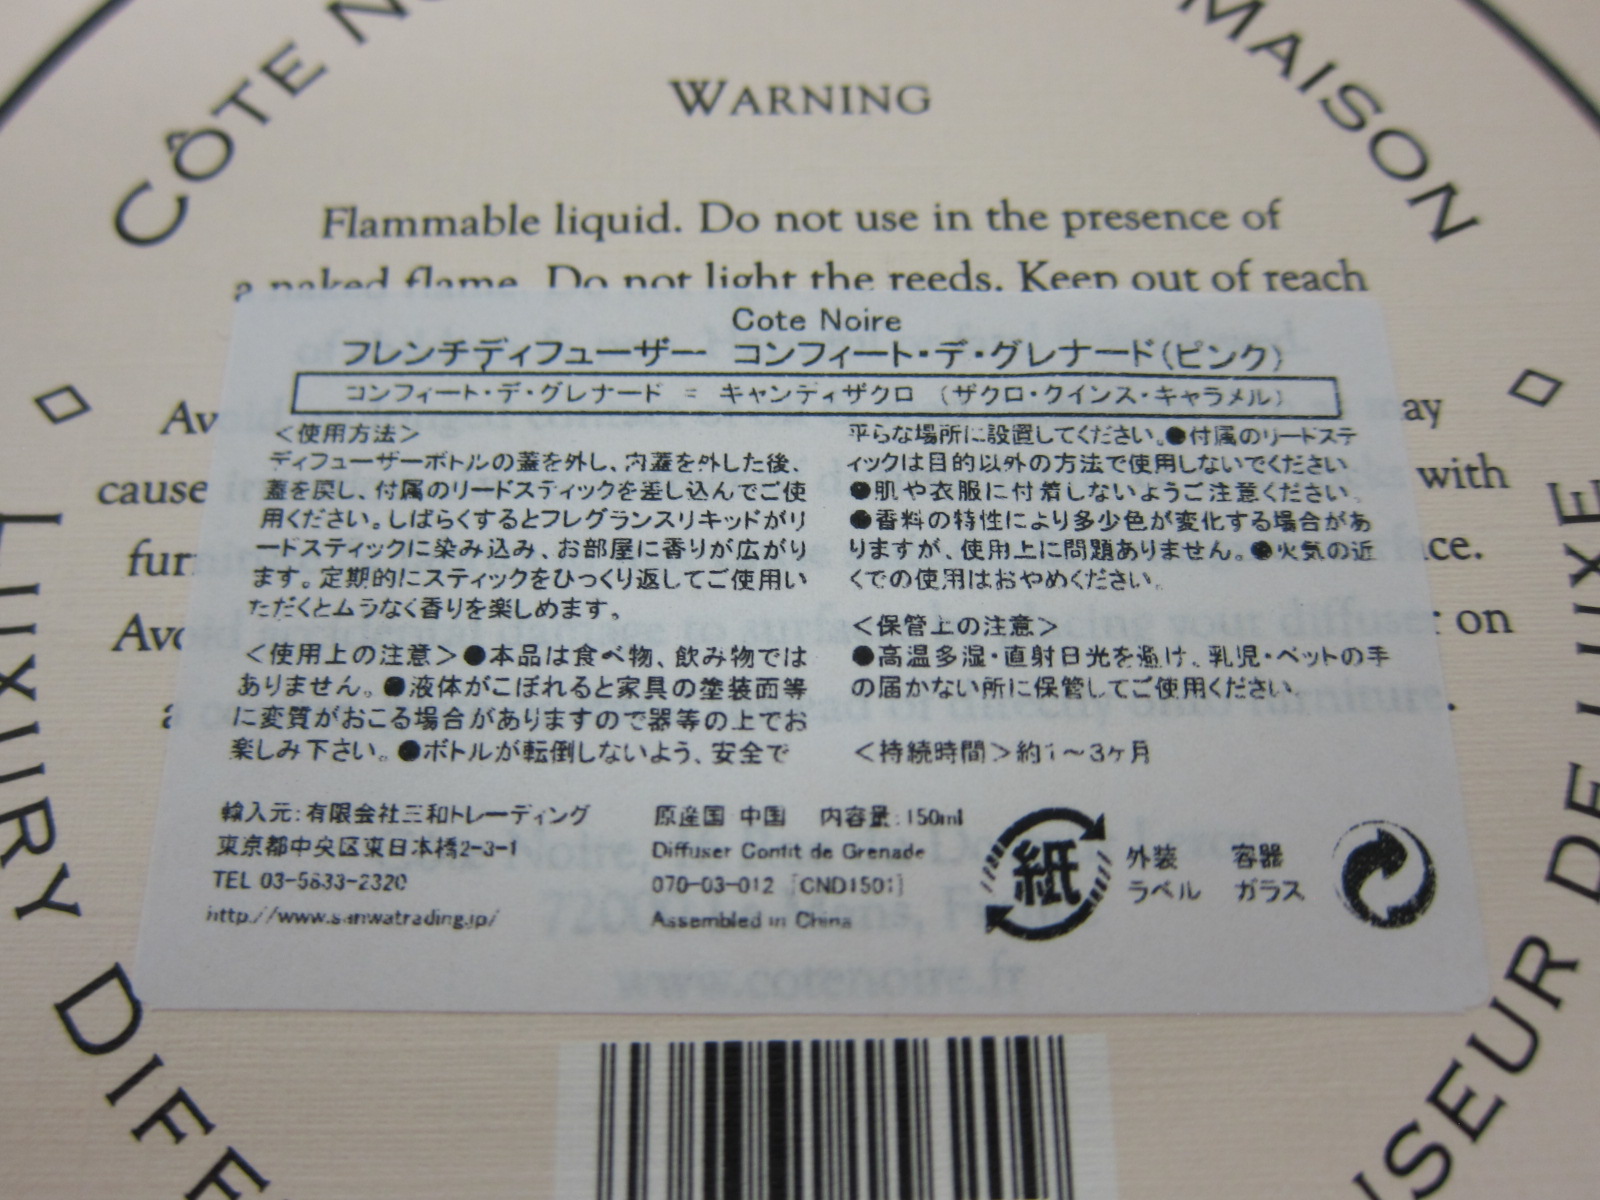 CÔTE
MAISON
WARNING
Flammable liquid. Do not use in the presence of
a naked flame. Do not light the reeds. Keep out of reach
Cote Noire
フレンチディフューザー コンフィート・デ・グレナード(ピンク)
コンフィート・デ・グレナード = キャンディザクロ (ザクロ・クインス・キャラメル)
<使用方法>
ディフューザーボトルの蓋を外し、内蓋を外した後、
蓋を戻し、付属のリードスティックを差し込んでご使
用ください。しばらくするとフレグランスリキッドがリ
ードスティックに染み込み、お部屋に香りが広がり
ます。定期的にスティックをひっくり返してご使用い
ただくとムラなく香りを楽しめます。
<使用上の注意>●本品は食べ物、飲み物では
ありません。●液体がこぼれると家具の塗装面等
に変質がおこる場合がありますので器等の上でお
楽しみ下さい。●ボトルが転倒しないよう、安全で
平らな場所に設置してください。●付属のリードステ
ィックは目的以外の方法で使用しないでください
●肌や衣服に付着しないようご注意ください。
●香料の特性により多少色が変化する場合があ
りますが、使用上に問題ありません。●火気の近
くでの使用はおやめください。
<保管上の注意>
●高温多湿・直射日光を避け、乳児・ペットの手
の届かない所に保管してご使用ください。
<持続時間>約1~3ヶ月
輸入元:有限会社三和トレーディング
東京都中央区東日本橋2-3-1
TEL 03-5833-2320
http://www.sanwatrading.jp/
原産国 中国 内容量:150ml
Diffuser Confit de Grenade
070-03-012 [CND1501]
Assembled in China
紙
外装 容器
ラベル ガラス
cause
with
on
www.cotenoire.fr
LUXURY
DE LUXE